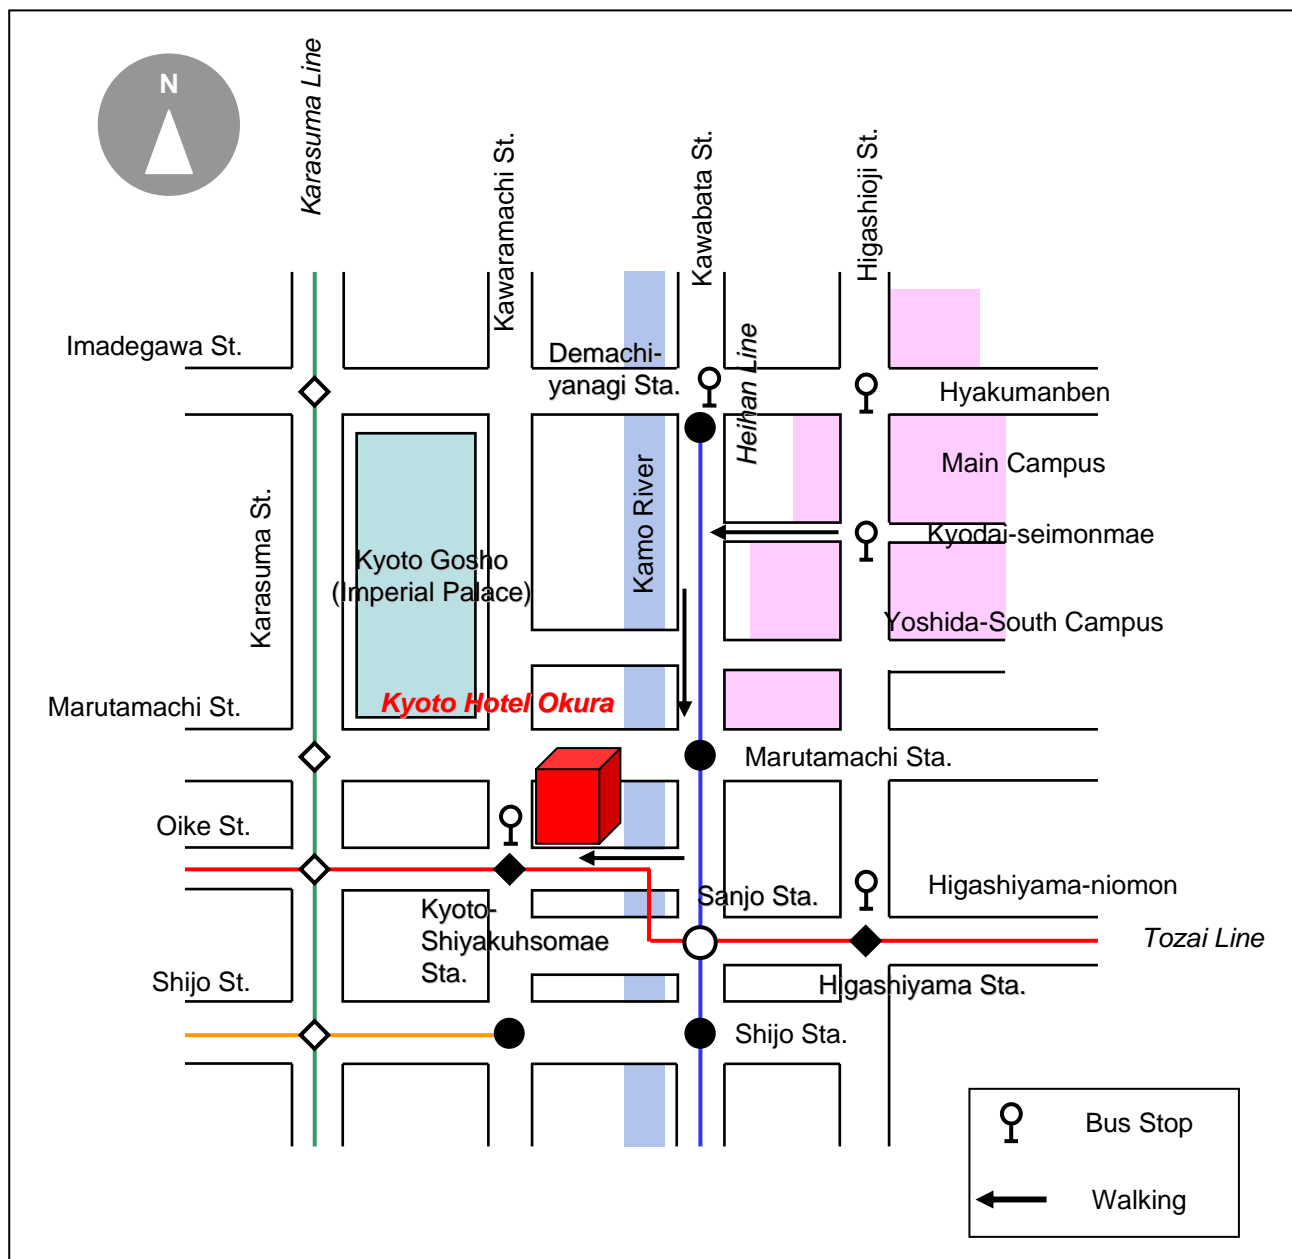 N
Karasuma Line
Kawaramachi St.
Kawabata St.
Higashioji St.
Imadegawa St.
Demachi-
yanagi Sta.
Heihan Line
Hyakumanben
Main Campus
Kamo River
Karasuma St.
Kyodai-seimonmae
Kyoto Gosho
(Imperial Palace)
Yoshida-South Campus
Kyoto Hotel Okura
Marutamachi St.
Marutamachi Sta.
Oike St.
Sanjo Sta.
Higashiyama-niomon
Kyoto-
Shiyakuhsomae
Sta.
Tozai Line
Shijo St.
Higashiyama Sta.
Shijo Sta.
Bus Stop
Walking